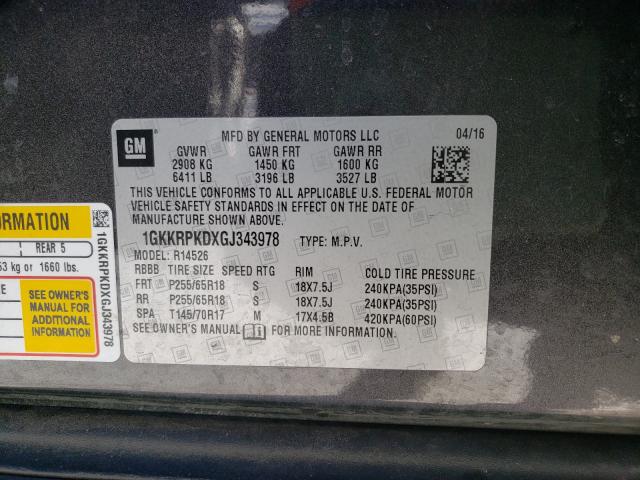 GM
MFD BY GENERAL MOTORS LLC 04/16
GVWR GAWR FRT GAWR RR
2908 KG 1450 KG 1600 KG
6411 LB 3196 LB 3527 LB
THIS VEHICLE CONFORMS TO ALL APPLICABLE U.S. FEDERAL MOTOR
VEHICLE SAFETY STANDARDS IN EFFECT ON THE DATE OF
MANUFACTURE SHOWN ABOVE.
1GKKRPKDXGJ343978 TYPE: M.P.V.
MODEL: R14526
RBBB TIRE SIZE SPEED RTG RIM COLD TIRE PRESSURE
FRT P255/65R18 S 18X7.5J 240KPA(35PSI)
RR P255/65R18 S 18X7.5J 240KPA(35PSI)
SPA T145/70R17 M 17X4.5B 420KPA(60PSI)
SEE OWNER'S MANUAL FOR MORE INFORMATION.
FORMATION
REAR 5
53 kg or 1660 lbs.
SEE OWNER'S
MANUAL FOR
ADDITIONAL
INFORMATION
1GKKRPKDXGJ343978